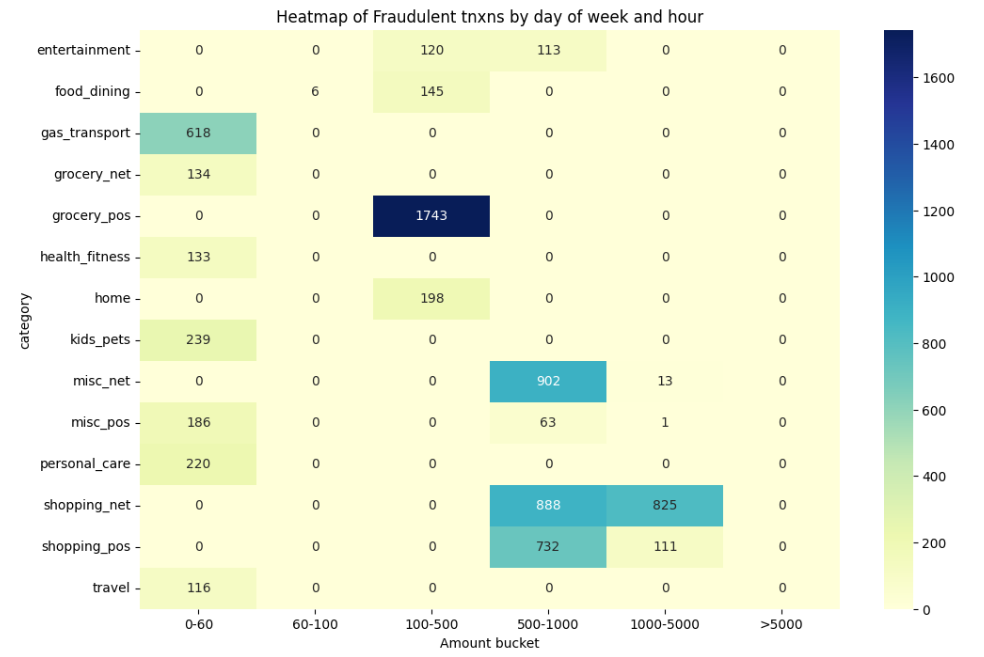 Heatmap of Fraudulent tnxns by day of week and hour
entertainment 0 0 120 113 0 0
food_dining 0 6 145 0 0 0
gas_transport 618 0 0 0 0 0
grocery_net 134 0 0 0 0 0
grocery_pos 0 0 1743 0 0 0
health_fitness 133 0 0 0 0 0
home 0 0 198 0 0 0
kids_pets 239 0 0 0 0 0
misc_net 0 0 0 902 13 0
misc_pos 186 0 0 63 1 0
personal_care 220 0 0 0 0 0
shopping_net 0 0 0 888 825 0
shopping_pos 0 0 0 732 111 0
travel 116 0 0 0 0 0
0-60 60-100 100-500 500-1000 1000-5000 >5000
Amount bucket
category
1600
1400
1200
1000
800
600
400
200
0